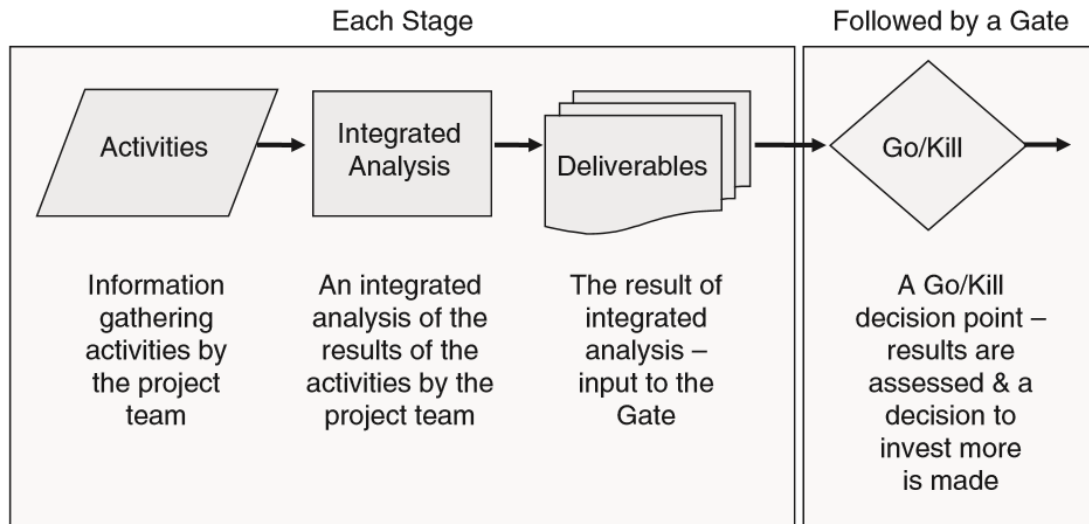 Each Stage
Followed by a Gate
Activities
Integrated
Analysis
Deliverables
Go/Kill
Information
gathering
activities by
the project
team
An integrated
analysis of the
results of the
activities by the
project team
The result of
integrated
analysis –
input to the
Gate
A Go/Kill
decision point –
results are
assessed & a
decision to
invest more
is made